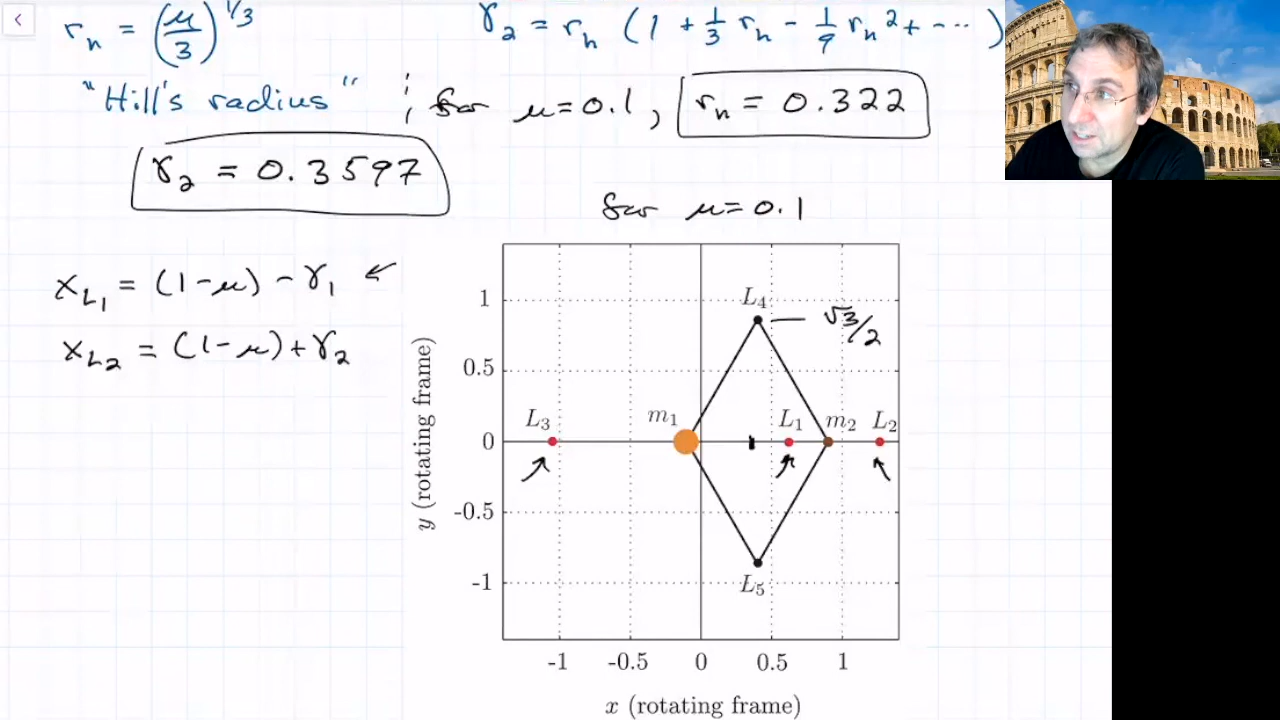 r_h = (μ/3)^{1/3}
γ_2 = r_h (1 + 1/3 r_h - 1/9 r_h^2 + ...)
"Hill's radius" ; for μ=0.1, r_h = 0.322
γ_2 = 0.3597
for μ=0.1
x_{L_1} = (1-μ) - γ_1 ←
x_{L_2} = (1-μ) + γ_2
1
L_4
√3/2
0.5
L_3
m_1
L_1
m_2
L_2
0
-0.5
-1
L_5
y (rotating frame)
-1 -0.5 0 0.5 1
x (rotating frame)